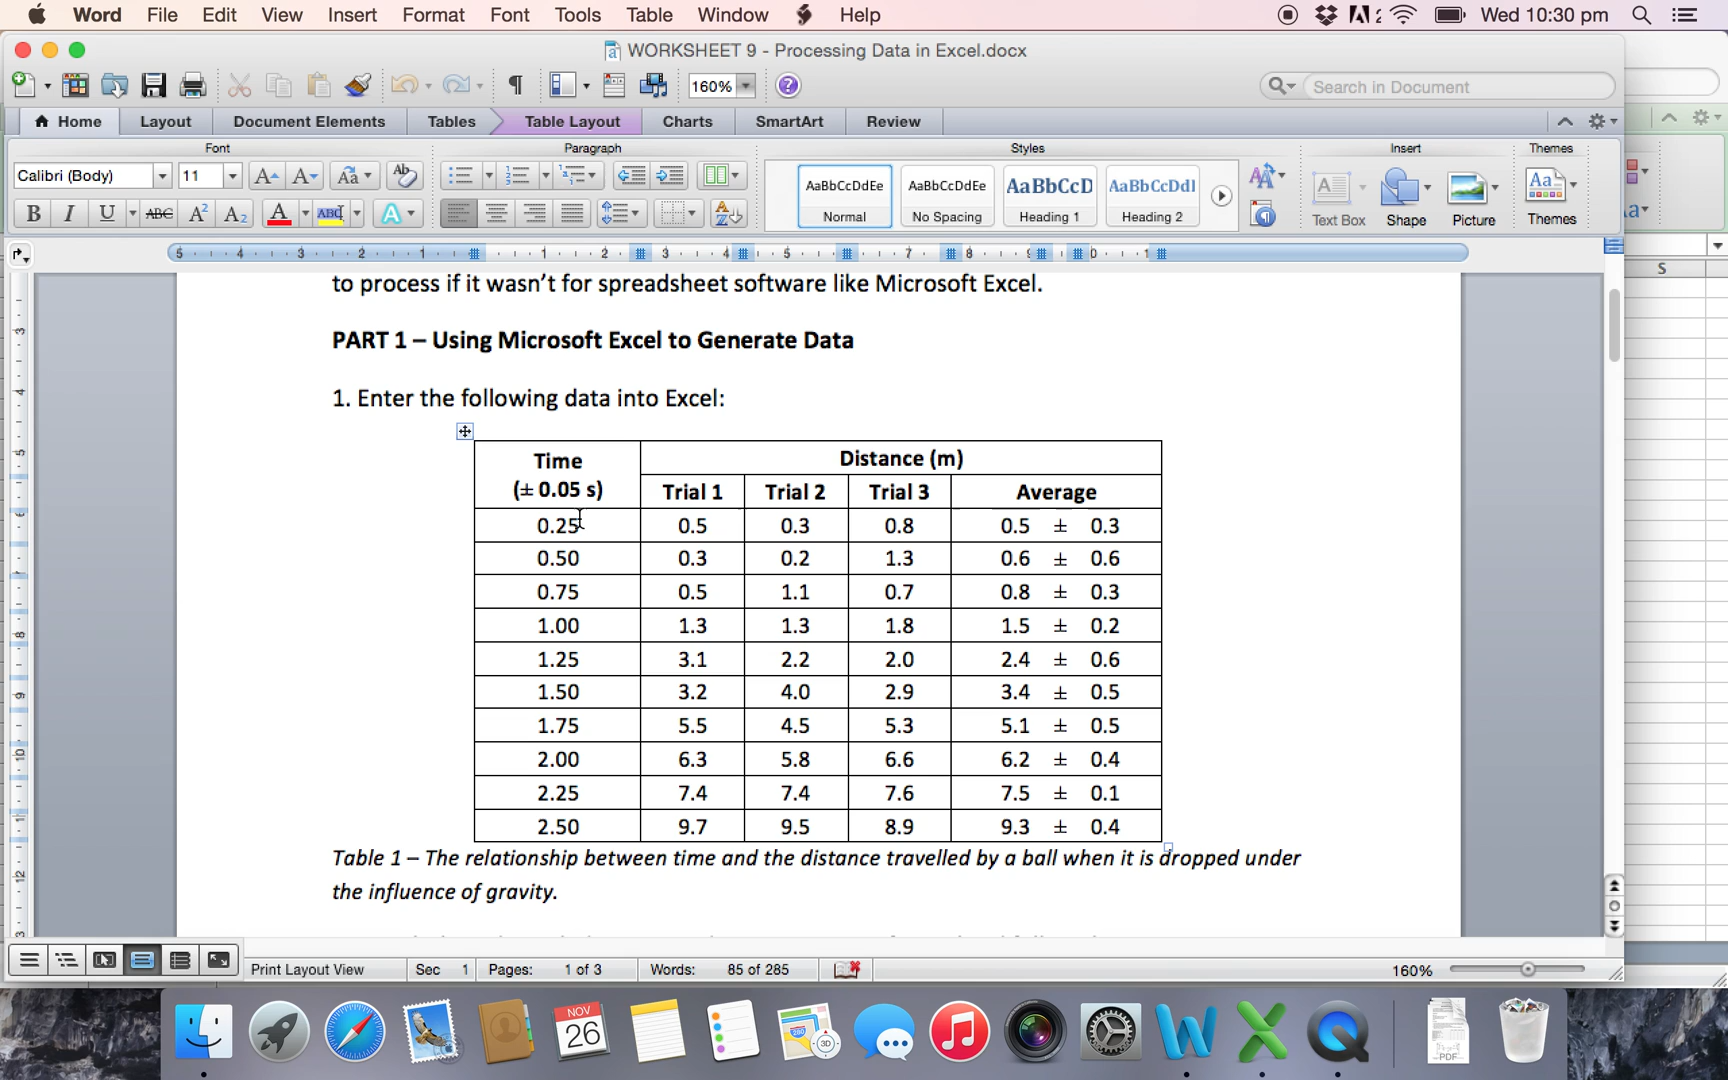 Word File Edit View Insert Format Font Tools Table Window Help Wed 10:30 pm
WORKSHEET 9 - Processing Data in Excel.docx
160% Search in Document
Home Layout Document Elements Tables Table Layout Charts SmartArt Review
Font Paragraph Styles Insert Themes
Calibri (Body) 11
AaBbCcDdEe AaBbCcDdEe AaBbCcD AaBbCcDdI
Normal No Spacing Heading 1 Heading 2 Text Box Shape Picture Themes
S
to process if it wasn't for spreadsheet software like Microsoft Excel.
PART 1 – Using Microsoft Excel to Generate Data
1. Enter the following data into Excel:
Time (± 0.05 s) Distance (m)
Trial 1 Trial 2 Trial 3 Average
0.25 0.5 0.3 0.8 0.5 ± 0.3
0.50 0.3 0.2 1.3 0.6 ± 0.6
0.75 0.5 1.1 0.7 0.8 ± 0.3
1.00 1.3 1.3 1.8 1.5 ± 0.2
1.25 3.1 2.2 2.0 2.4 ± 0.6
1.50 3.2 4.0 2.9 3.4 ± 0.5
1.75 5.5 4.5 5.3 5.1 ± 0.5
2.00 6.3 5.8 6.6 6.2 ± 0.4
2.25 7.4 7.4 7.6 7.5 ± 0.1
2.50 9.7 9.5 8.9 9.3 ± 0.4
Table 1 – The relationship between time and the distance travelled by a ball when it is dropped under
the influence of gravity.
Print Layout View Sec 1 Pages: 1 of 3 Words: 85 of 285 160%
NOV
26
280
3D
PDF